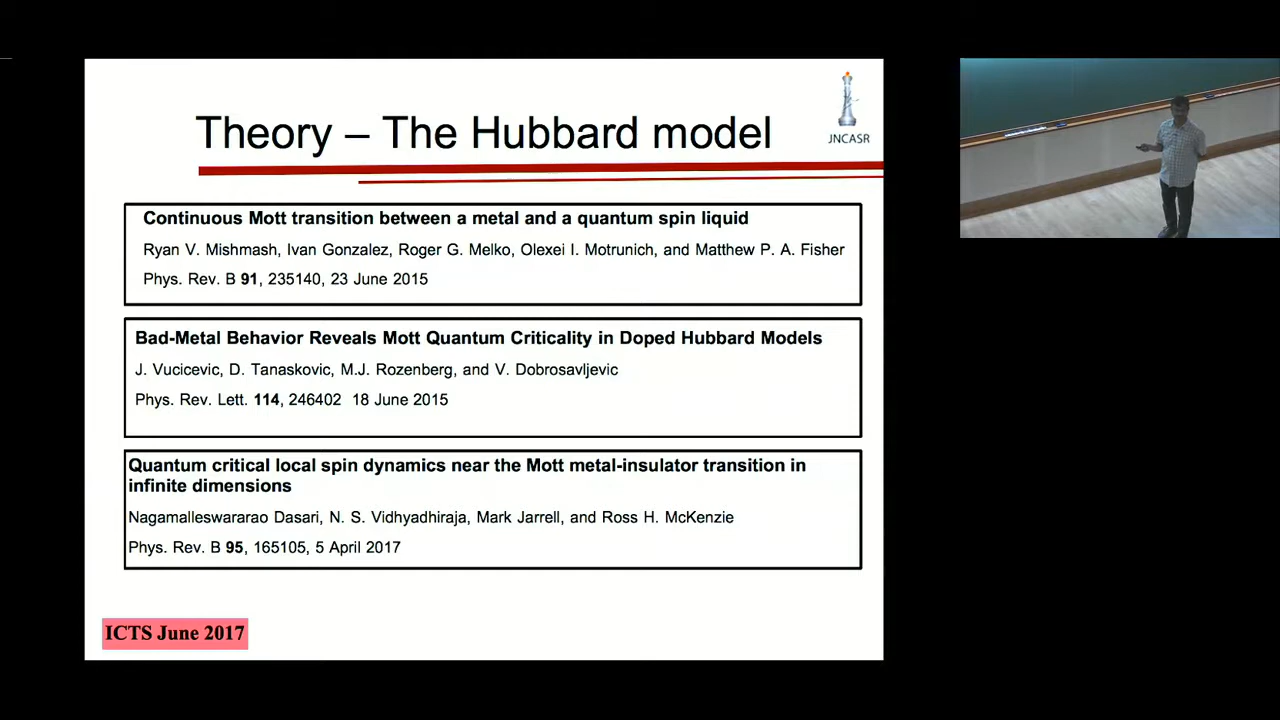 Theory – The Hubbard model
JNCASR
Continuous Mott transition between a metal and a quantum spin liquid
Ryan V. Mishmash, Ivan Gonzalez, Roger G. Melko, Olexei I. Motrunich, and Matthew P. A. Fisher
Phys. Rev. B 91, 235140, 23 June 2015
Bad-Metal Behavior Reveals Mott Quantum Criticality in Doped Hubbard Models
J. Vucicevic, D. Tanaskovic, M.J. Rozenberg, and V. Dobrosavljevic
Phys. Rev. Lett. 114, 246402 18 June 2015
Quantum critical local spin dynamics near the Mott metal-insulator transition in
infinite dimensions
Nagamalleswararao Dasari, N. S. Vidhyadhiraja, Mark Jarrell, and Ross H. McKenzie
Phys. Rev. B 95, 165105, 5 April 2017
ICTS June 2017